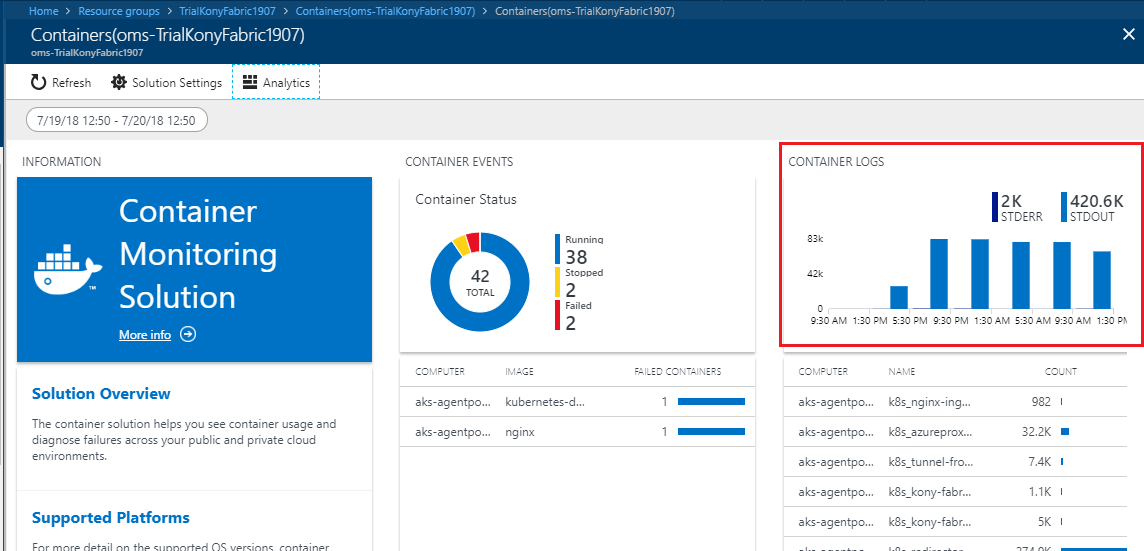 Home > Resource groups > TrialKonyFabric1907 > Containers(oms-TrialKonyFabric1907) > Containers(oms-TrialKonyFabric1907)
Containers(oms-TrialKonyFabric1907)
oms-TrialKonyFabric1907
Refresh Solution Settings Analytics
7/19/18 12:50 - 7/20/18 12:50
INFORMATION
Container
Monitoring
Solution
More info
Solution Overview
The container solution helps you see container usage and
diagnose failures across your public and private cloud
environments.
Supported Platforms
For more detail on the supported OS versions, container
CONTAINER EVENTS
Container Status
42
TOTAL
Running
38
Stopped
2
Failed
2
COMPUTER IMAGE FAILED CONTAINERS
aks-agentpo... kubernetes-d... 1
aks-agentpo... nginx 1
CONTAINER LOGS
2K
STDERR
420.6K
STDOUT
83k
42k
0
9:30 AM 1:30 PM 5:30 PM 9:30 PM 1:30 AM 5:30 AM 9:30 AM 1:30 PM
COMPUTER NAME COUNT
aks-agentpo... k8s_nginx-ing... 982
aks-agentpo... k8s_azureprox... 32.2K
aks-agentpo... k8s_tunnel-fro... 7.4K
aks-agentpo... k8s_kony-fabr... 1.1K
aks-agentpo... k8s_kony-fabr... 5K